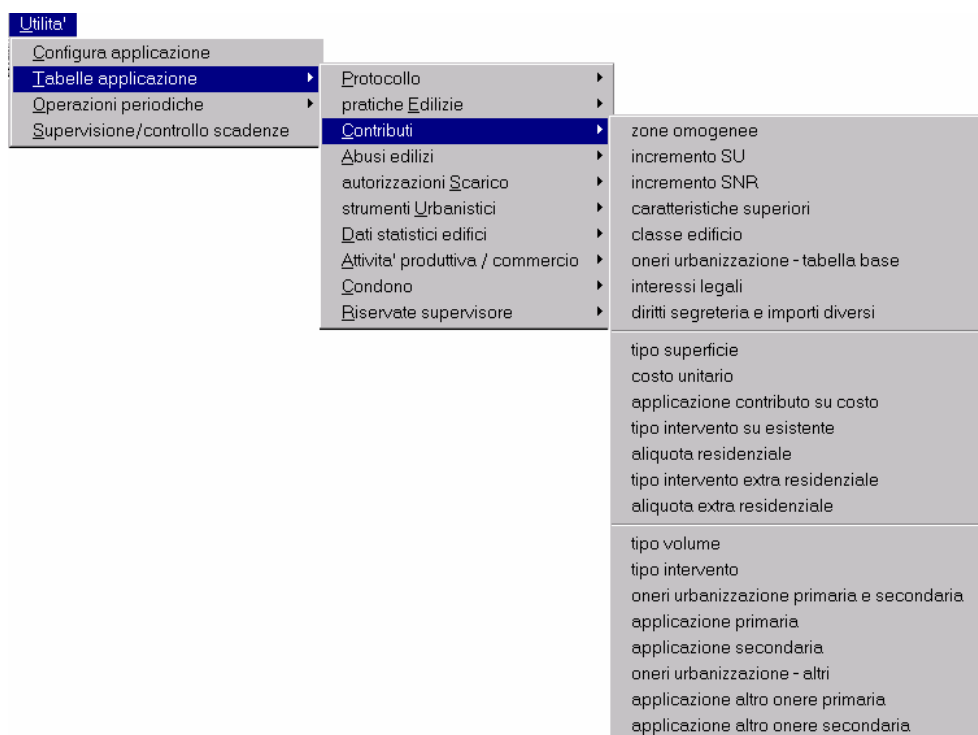 Utilita'
Configura applicazione
Tabelle applicazione
Operazioni periodiche
Supervisione/controllo scadenze
Protocollo
pratiche Edilizie
Contributi
Abusi edilizi
autorizzazioni Scarico
strumenti Urbanistici
Dati statistici edifici
Attivita' produttiva / commercio
Condono
Riservate supervisore
zone omogenee
incremento SU
incremento SNR
caratteristiche superiori
classe edificio
oneri urbanizzazione - tabella base
interessi legali
diritti segreteria e importi diversi
tipo superficie
costo unitario
applicazione contributo su costo
tipo intervento su esistente
aliquota residenziale
tipo intervento extra residenziale
aliquota extra residenziale
tipo volume
tipo intervento
oneri urbanizzazione primaria e secondaria
applicazione primaria
applicazione secondaria
oneri urbanizzazione - altri
applicazione altro onere primaria
applicazione altro onere secondaria